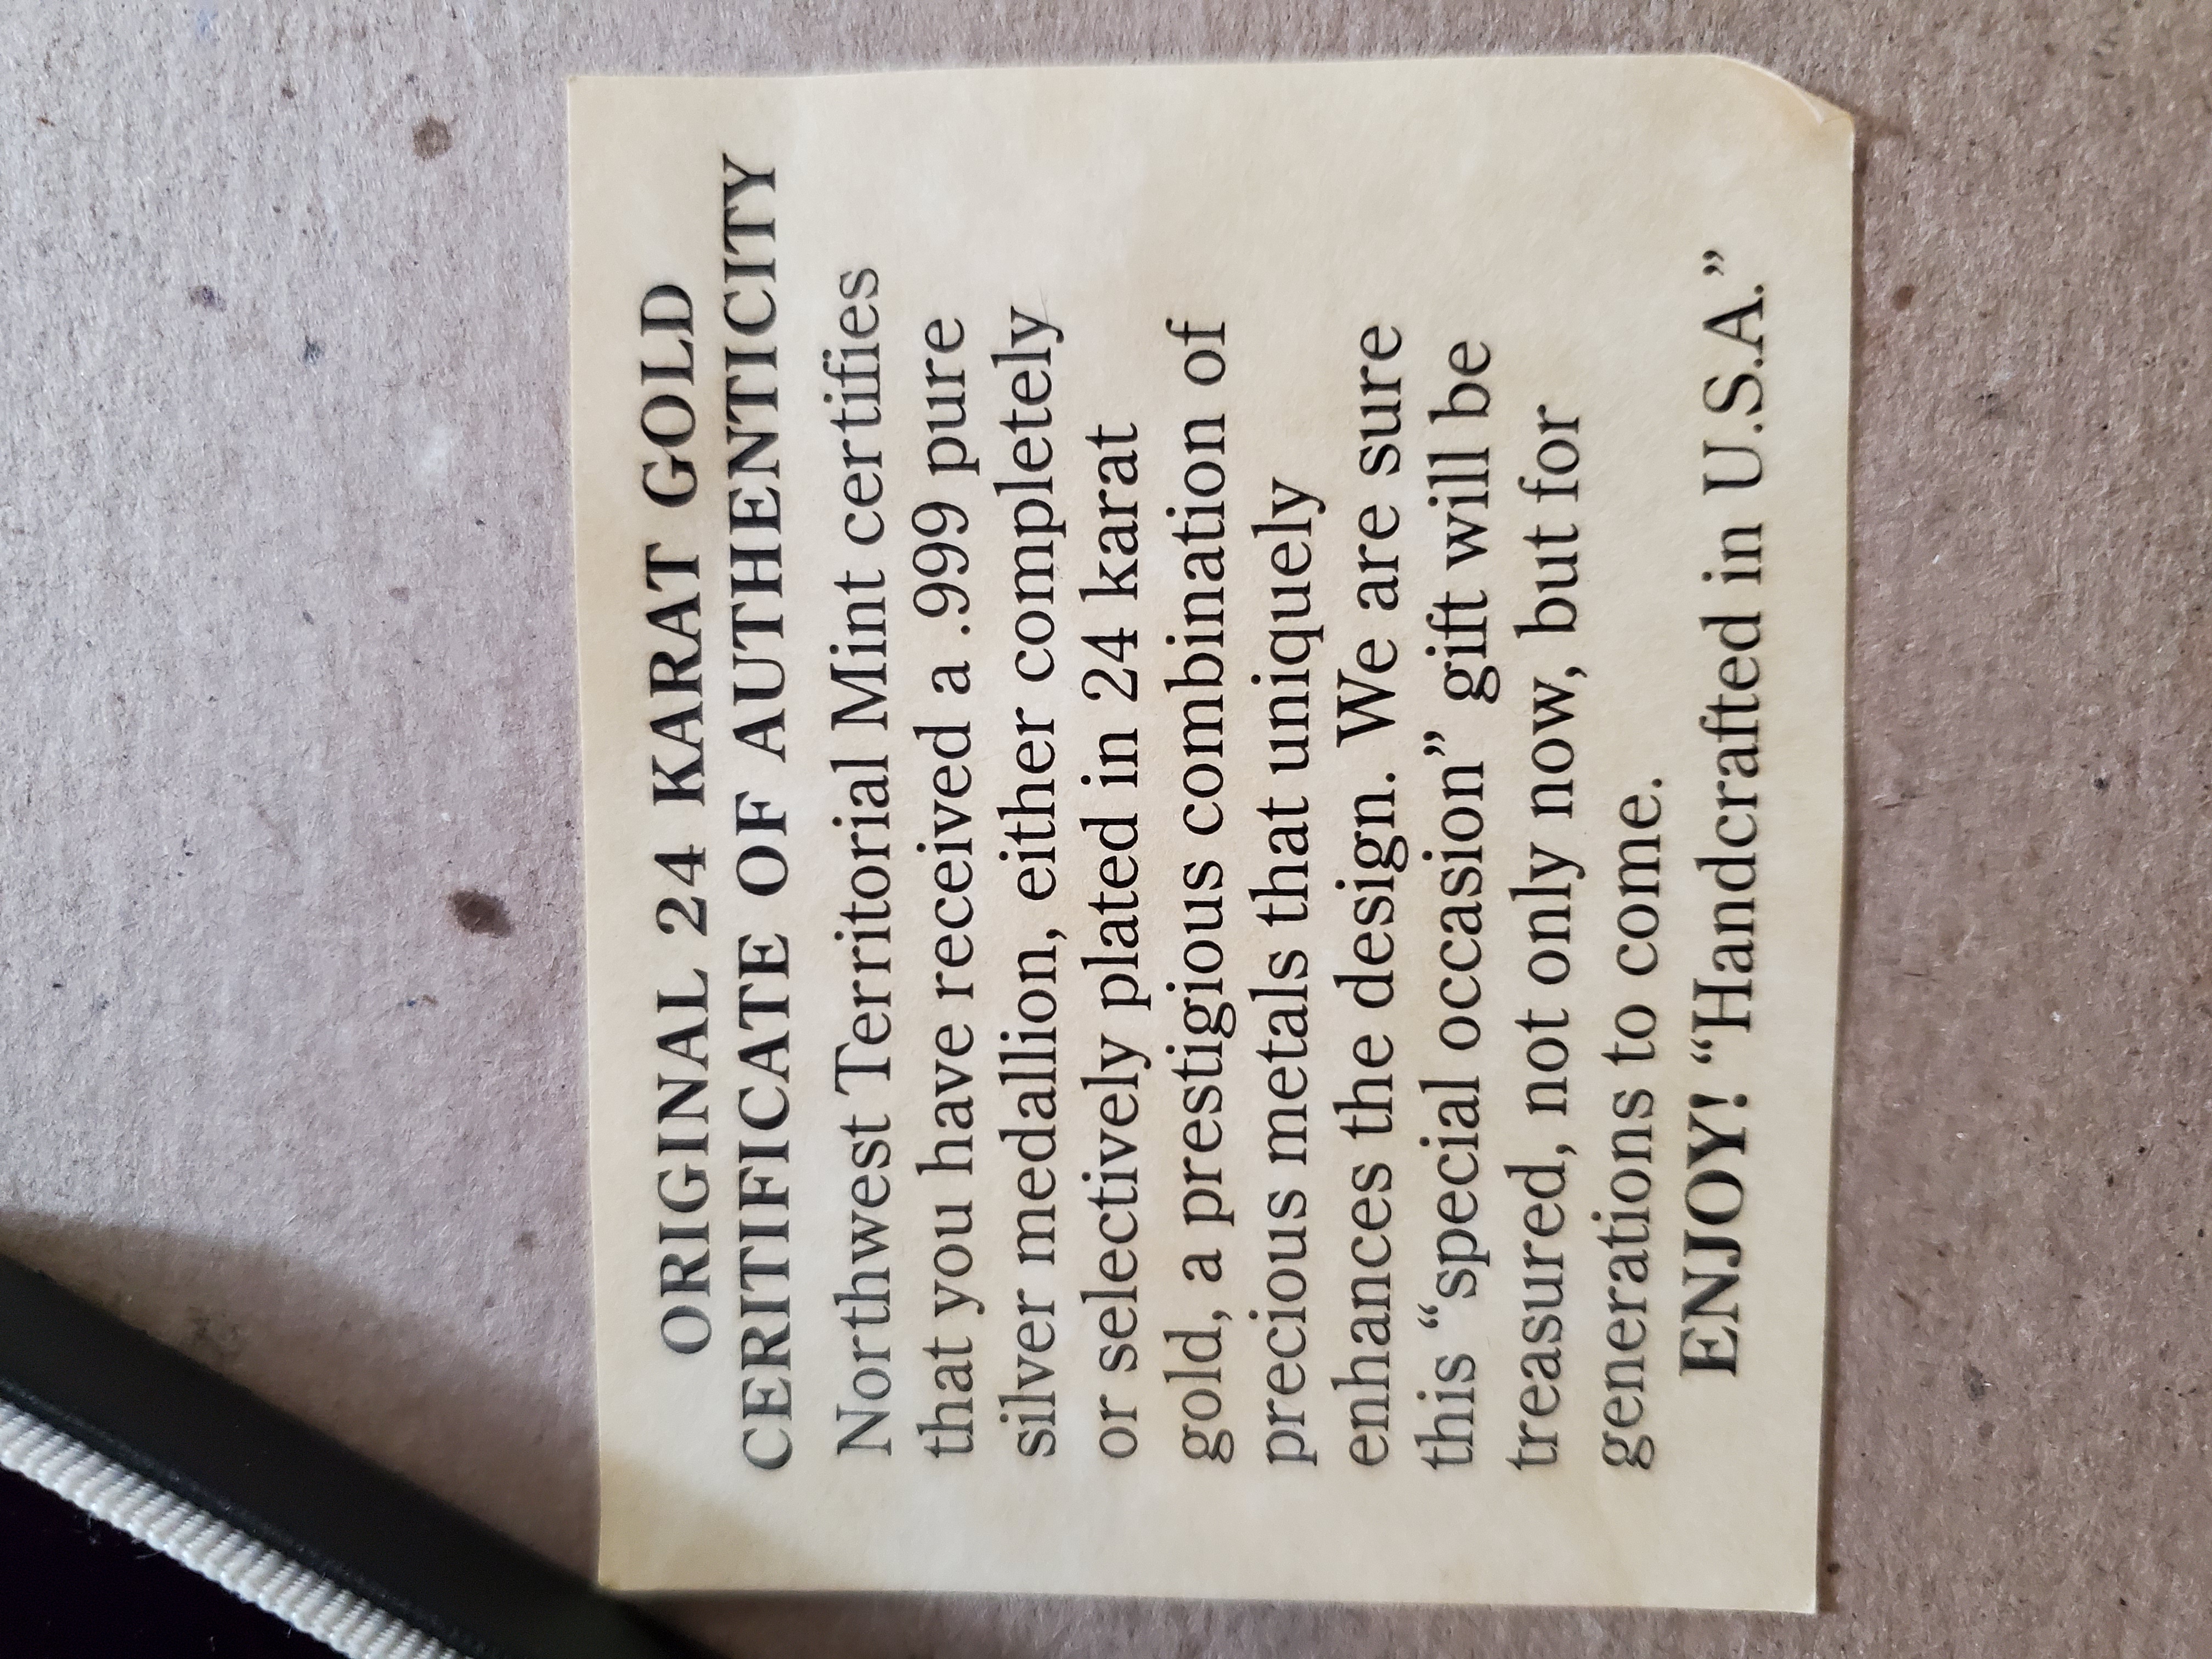 ORIGINAL 24 KARAT GOLD
CERITIFICATE OF AUTHENTICITY
Northwest Territorial Mint certifies
that you have received a .999 pure
silver medallion, either completely
or selectively plated in 24 karat
gold, a prestigious combination of
precious metals that uniquely
enhances the design. We are sure
this “special occasion” gift will be
treasured, not only now, but for
generations to come.
ENJOY! “Handcrafted in U.S.A.”